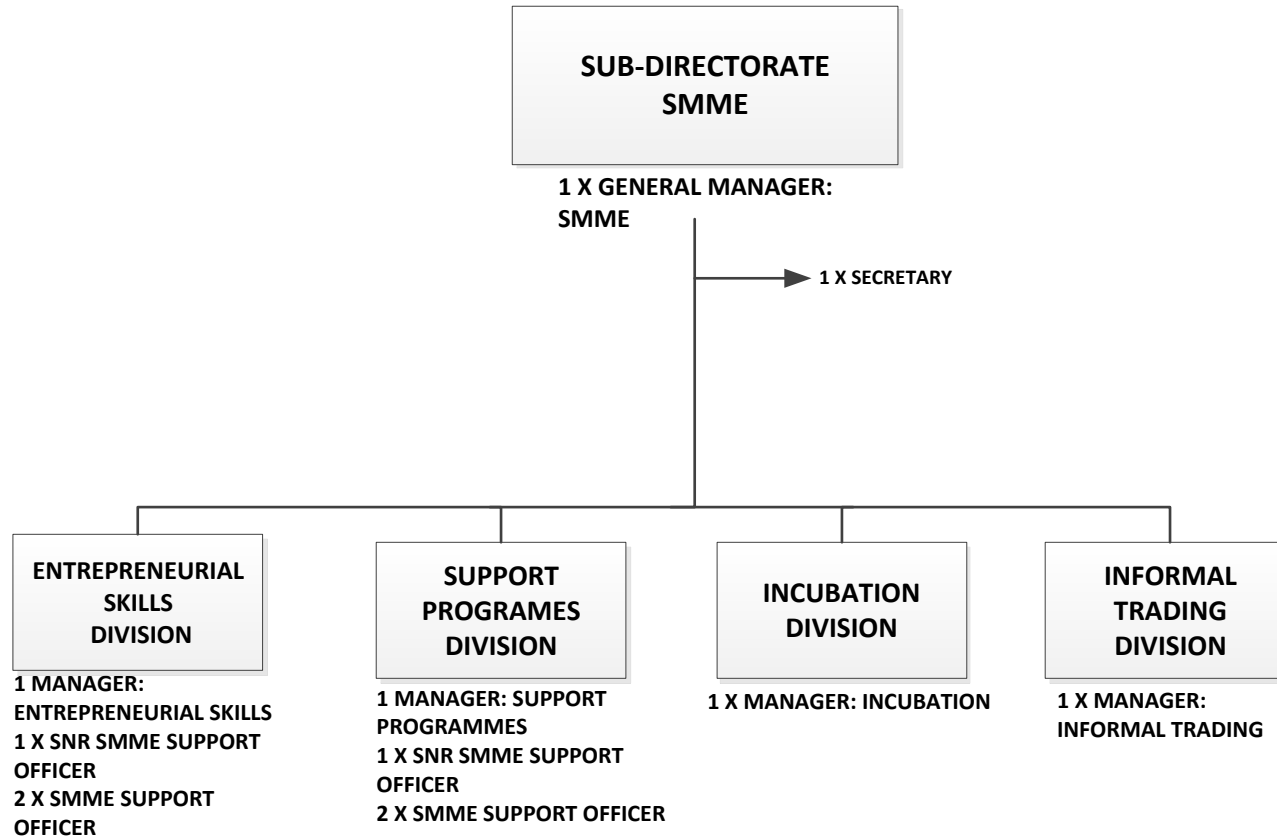 SUB-DIRECTORATE
SMME
1 X GENERAL MANAGER:
SMME
1 X SECRETARY
ENTREPRENEURIAL
SKILLS
DIVISION
1 MANAGER:
ENTREPRENEURIAL SKILLS
1 X SNR SMME SUPPORT
OFFICER
2 X SMME SUPPORT
OFFICER
SUPPORT
PROGRAMES
DIVISION
1 MANAGER: SUPPORT
PROGRAMMES
1 X SNR SMME SUPPORT
OFFICER
2 X SMME SUPPORT OFFICER
INCUBATION
DIVISION
1 X MANAGER: INCUBATION
INFORMAL
TRADING
DIVISION
1 X MANAGER:
INFORMAL TRADING